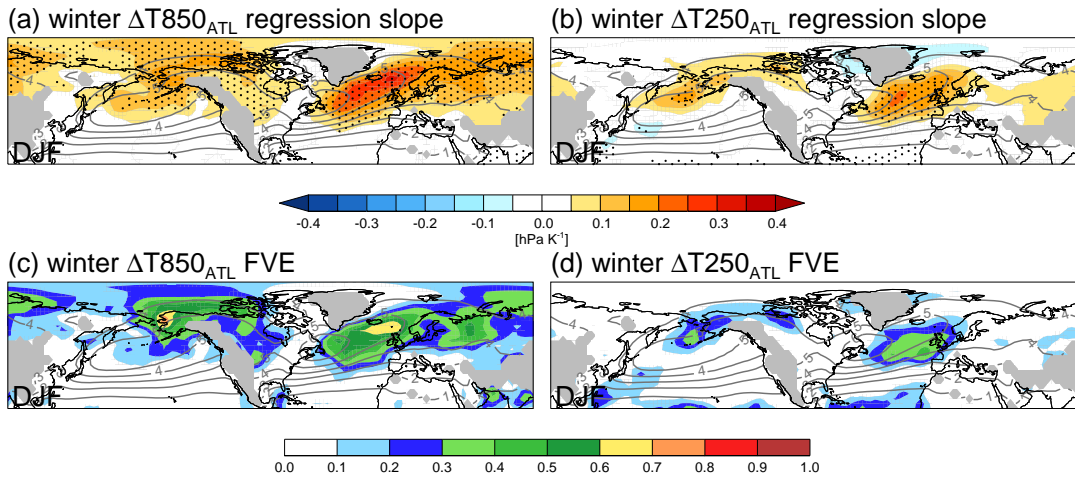 (a) winter ΔT850ATL regression slope
(b) winter ΔT250ATL regression slope
DJF
DJF
-0.4 -0.3 -0.2 -0.1 0.0 0.1 0.2 0.3 0.4
[hPa K⁻¹]
(c) winter ΔT850ATL FVE
(d) winter ΔT250ATL FVE
DJF
DJF
0.0 0.1 0.2 0.3 0.4 0.5 0.6 0.7 0.8 0.9 1.0